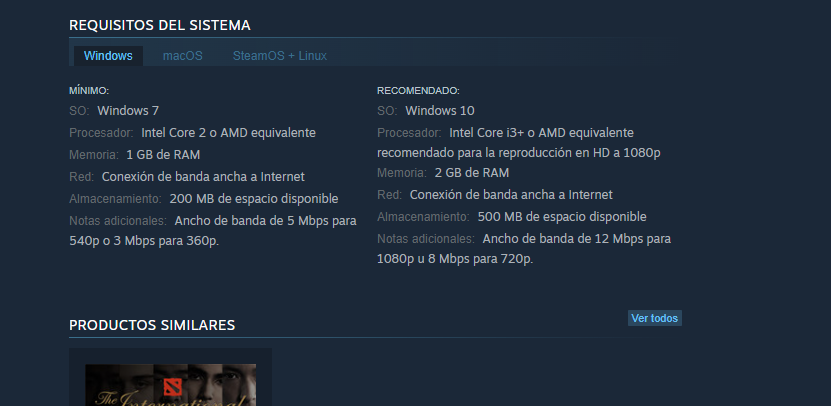 REQUISITOS DEL SISTEMA
Windows macOS SteamOS + Linux
MÍNIMO:
SO: Windows 7
Procesador: Intel Core 2 o AMD equivalente
Memoria: 1 GB de RAM
Red: Conexión de banda ancha a Internet
Almacenamiento: 200 MB de espacio disponible
Notas adicionales: Ancho de banda de 5 Mbps para
540p o 3 Mbps para 360p.
RECOMENDADO:
SO: Windows 10
Procesador: Intel Core i3+ o AMD equivalente
recomendado para la reproducción en HD a 1080p
Memoria: 2 GB de RAM
Red: Conexión de banda ancha a Internet
Almacenamiento: 500 MB de espacio disponible
Notas adicionales: Ancho de banda de 12 Mbps para
1080p u 8 Mbps para 720p.
PRODUCTOS SIMILARES
Ver todos
The
International